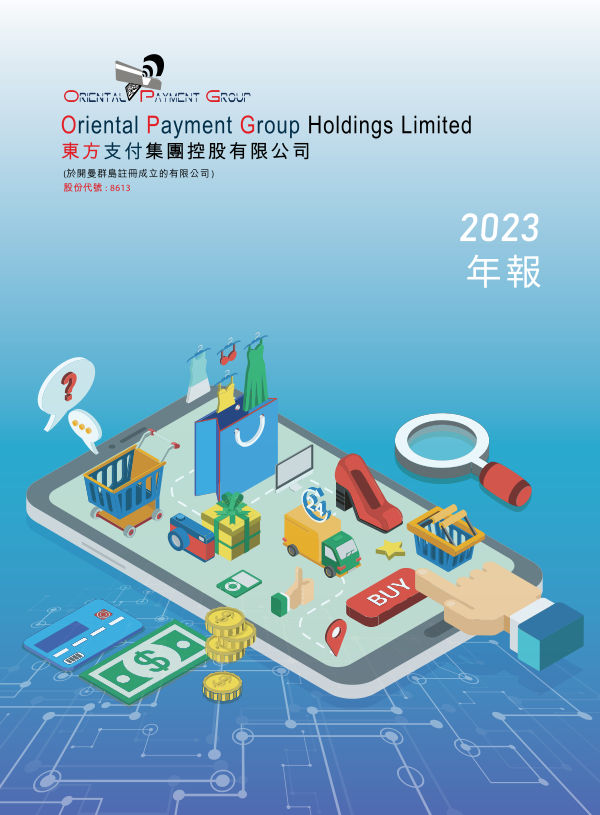 ORIENTAL PAYMENT GROUP
Oriental Payment Group Holdings Limited
東方支付集團控股有限公司
(於開曼群島註冊成立的有限公司)
股份代號 : 8613
2023
年報
?
24
BUY
$